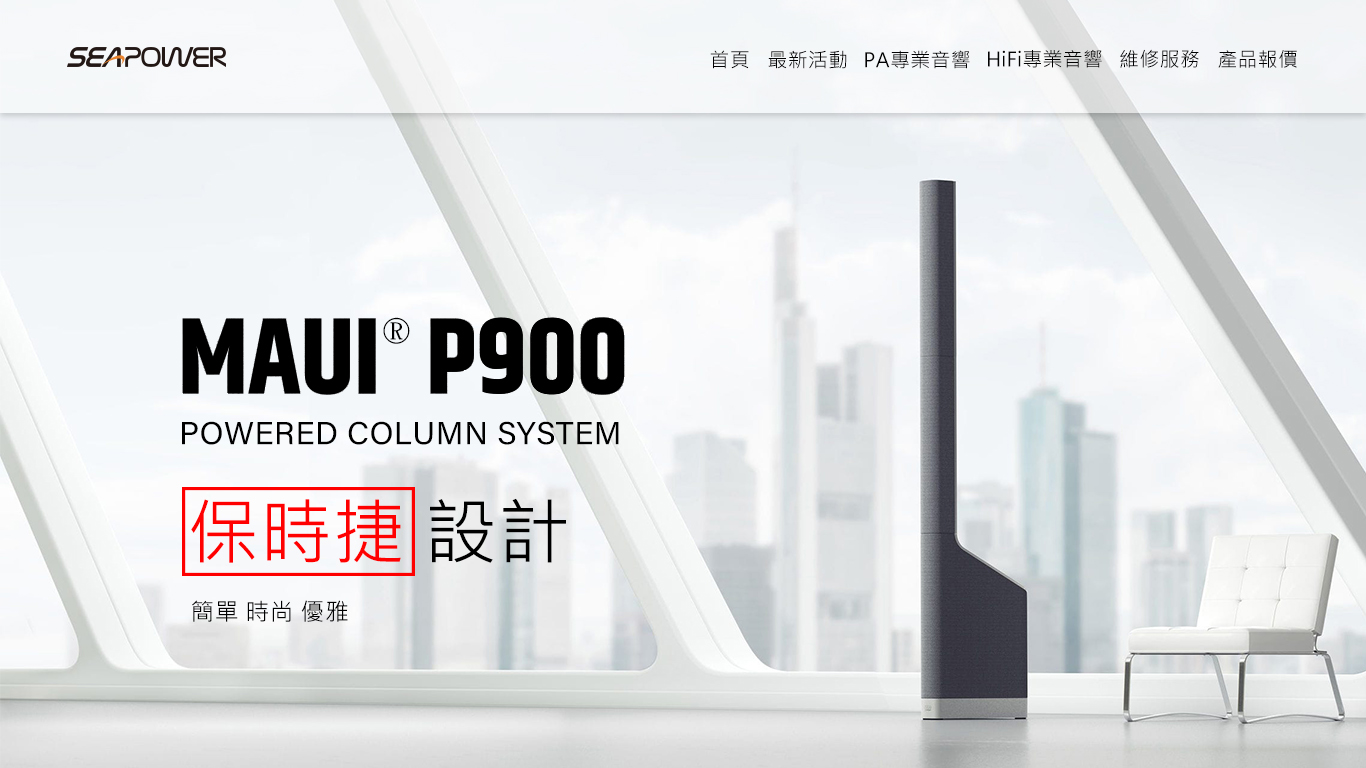 SEAPOWER
首頁 最新活動 PA專業音響 HiFi專業音響 維修服務 產品報價
MAUI® P900
POWERED COLUMN SYSTEM
保時捷 設計
簡單 時尚 優雅